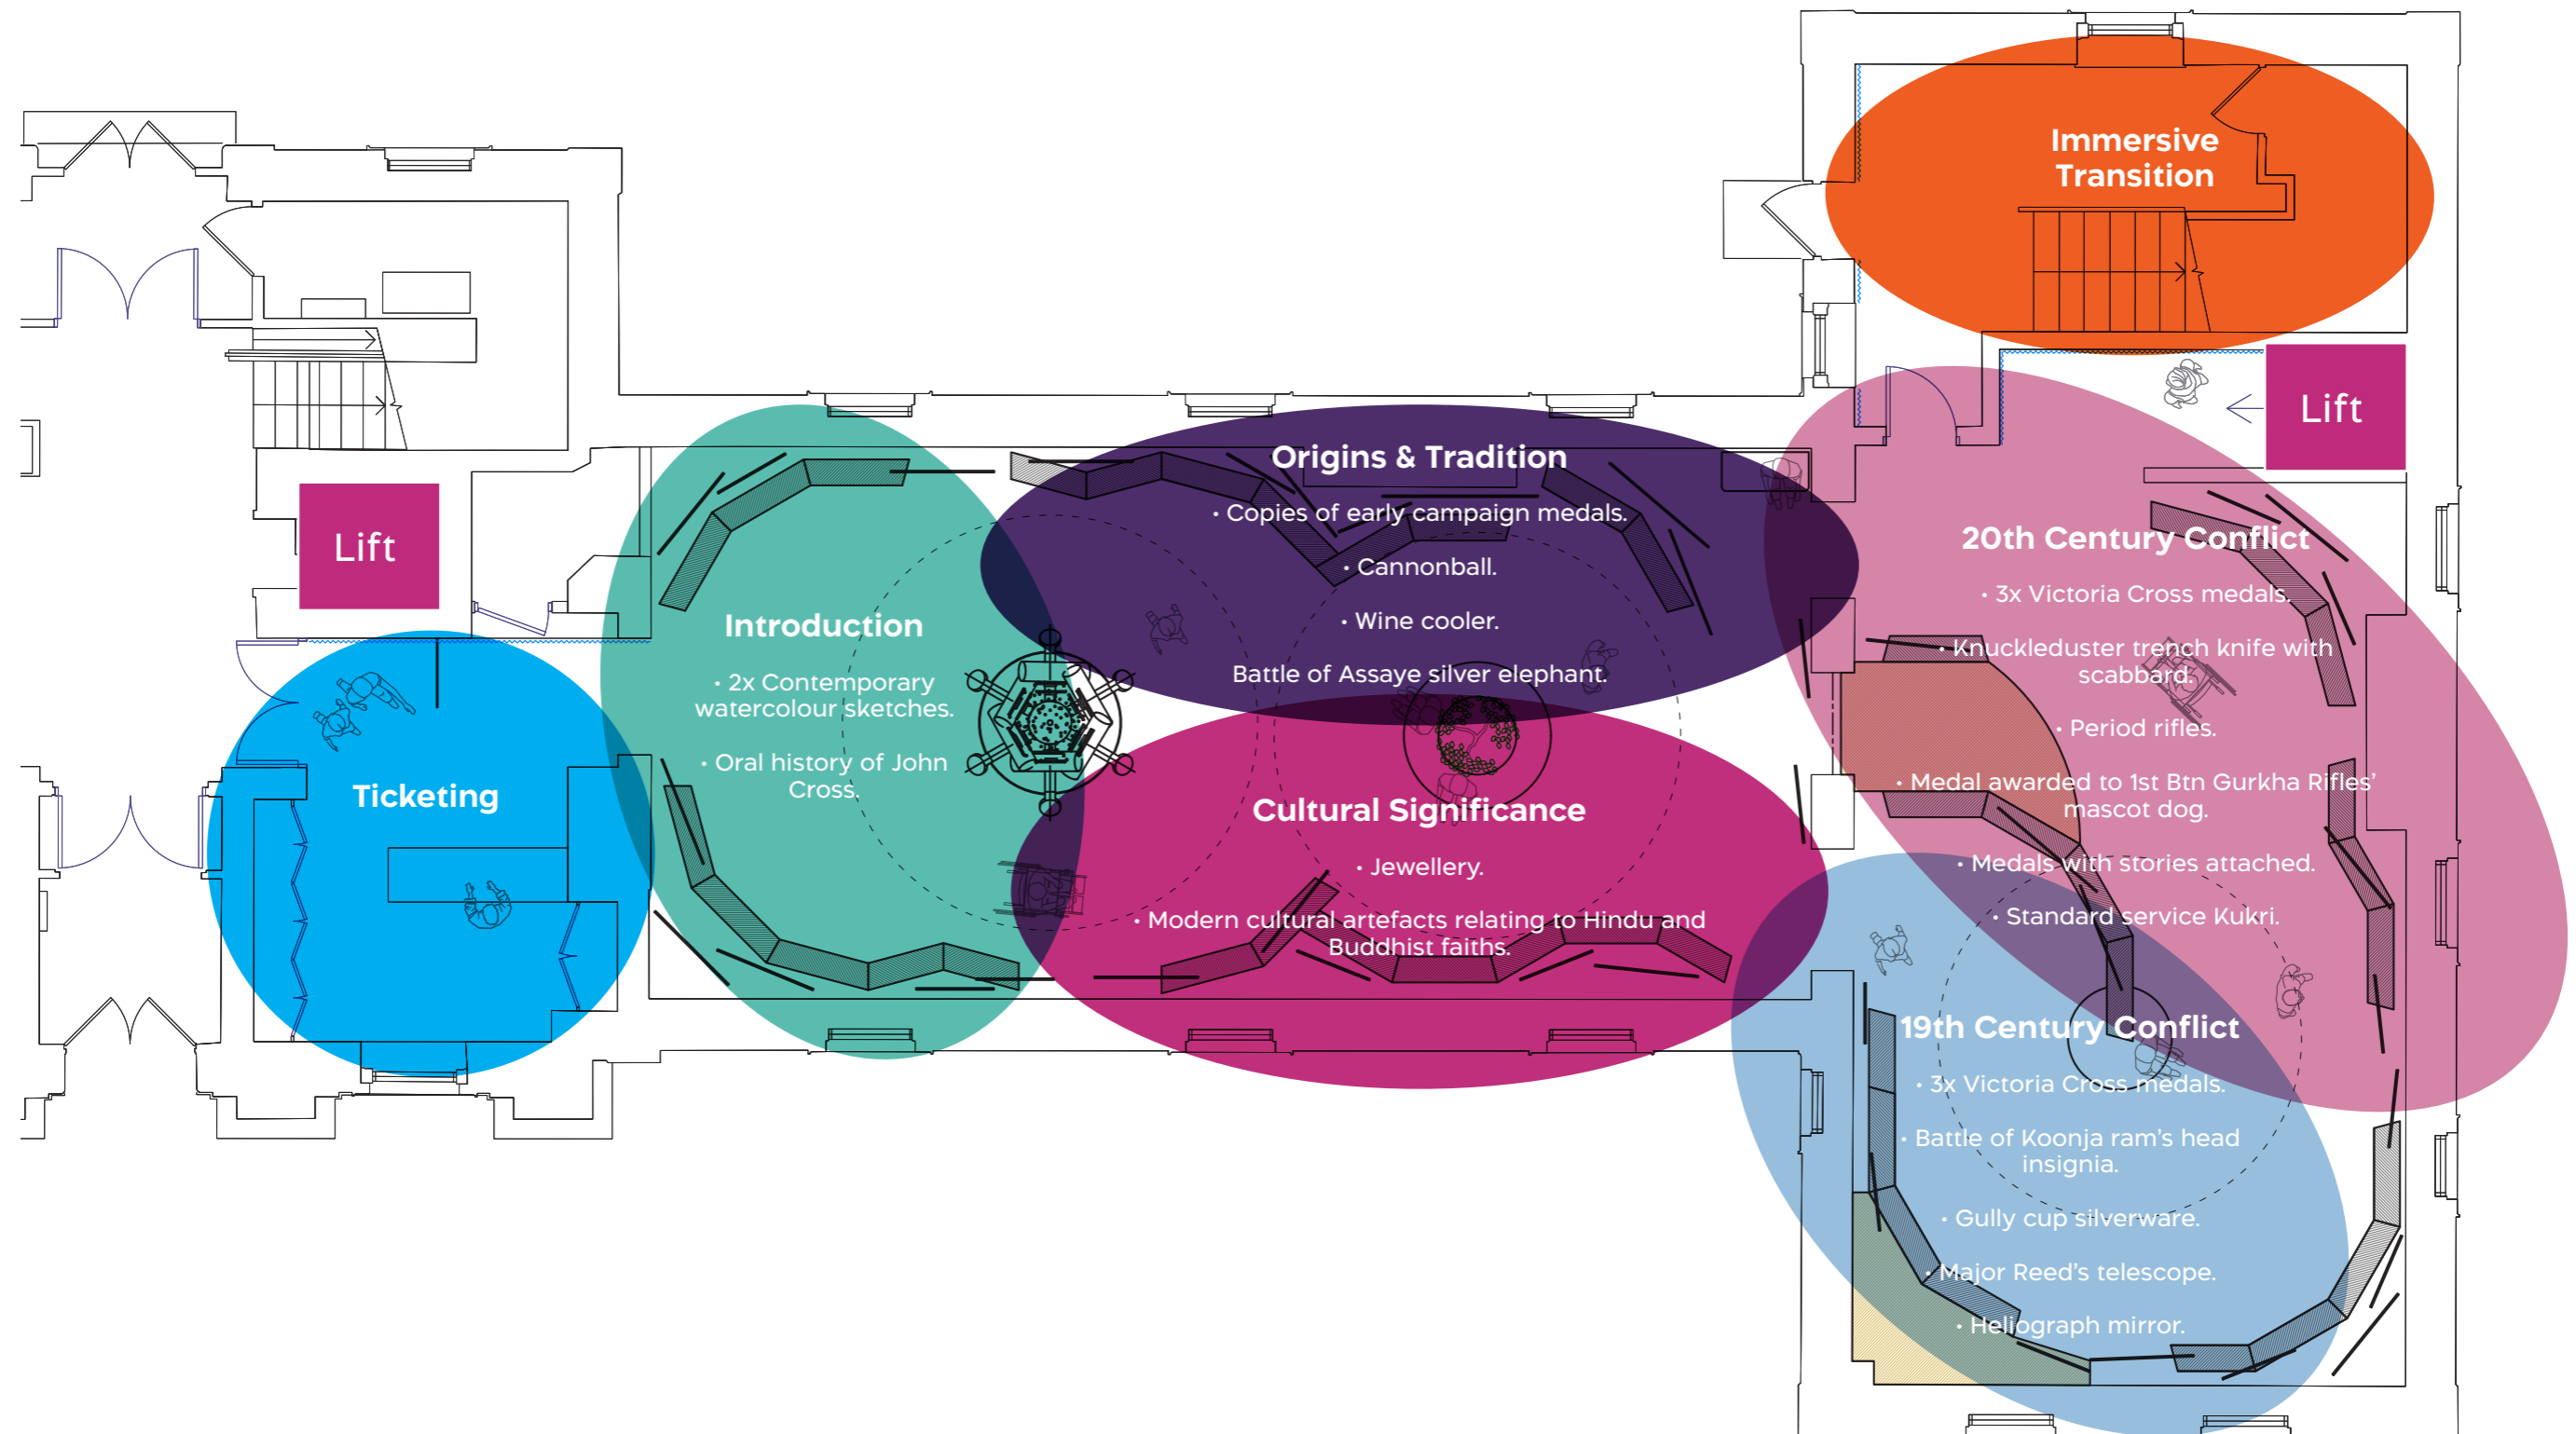 Immersive
Transition
Lift
Lift
Ticketing
Introduction
• 2x Contemporary
watercolour sketches.
• Oral history of John
Cross.
Origins & Tradition
• Copies of early campaign medals.
• Cannonball.
• Wine cooler.
Battle of Assaye silver elephant.
Cultural Significance
• Jewellery.
• Modern cultural artefacts relating to Hindu and
Buddhist faiths.
20th Century Conflict
• 3x Victoria Cross medals.
• Knuckleduster trench knife with
scabbard.
• Period rifles.
• Medal awarded to 1st Btn Gurkha Rifles’
mascot dog.
• Medals with stories attached.
• Standard service Kukri.
19th Century Conflict
• 3x Victoria Cross medals.
• Battle of Koonja ram’s head
insignia.
• Gully cup silverware.
• Major Reed’s telescope.
• Heliograph mirror.